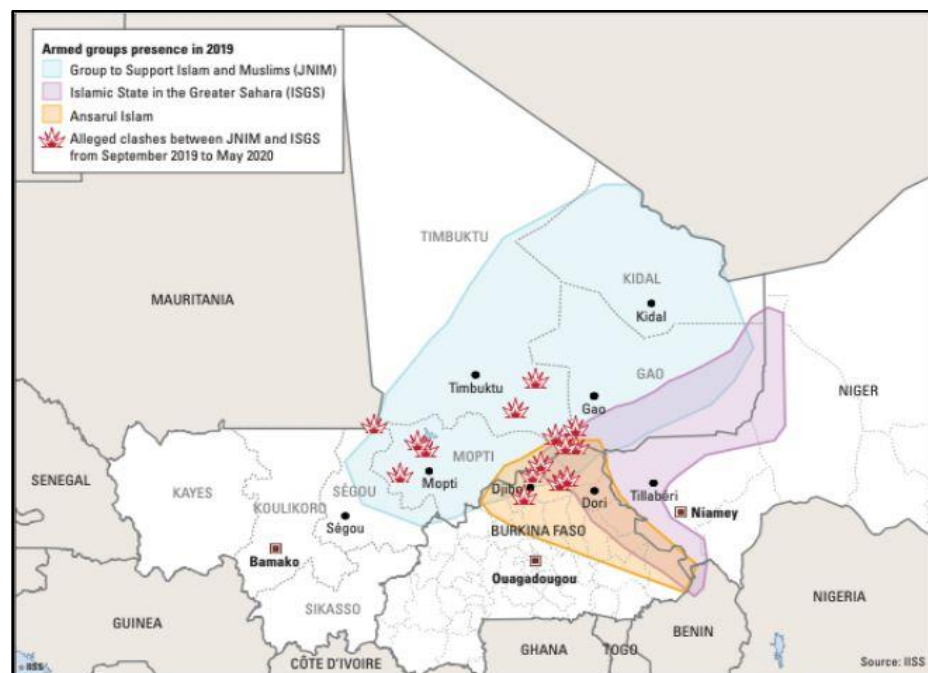 Armed groups presence in 2019
Group to Support Islam and Muslims (JNIM)
Islamic State in the Greater Sahara (ISGS)
Ansarul Islam
Alleged clashes between JNIM and ISGS
from September 2019 to May 2020
TIMBUKTU
KIDAL
MAURITANIA
Kidal
Timbuktu
GAO
NIGER
Gao
MOPTI
SENEGAL
KAYES
SÉGOU
Mopti
Djibo
Dori
Tillabéri
KOULIKORO
Ségou
Niamey
BURKINA FASO
Bamako
Ouagadougou
SIKASSO
NIGERIA
GUINEA
BENIN
GHANA
TOGO
CÔTE D'IVOIRE
IISS
Source: IISS